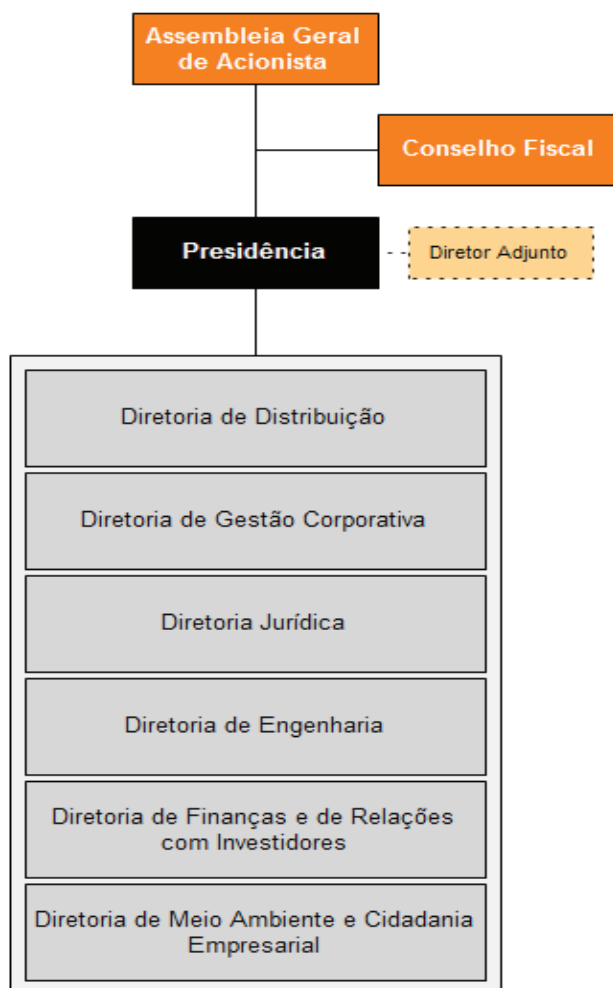 Assembleia Geral
de Acionista
Conselho Fiscal
Presidência
Diretor Adjunto
Diretoria de Distribuição
Diretoria de Gestão Corporativa
Diretoria Jurídica
Diretoria de Engenharia
Diretoria de Finanças e de Relações
com Investidores
Diretoria de Meio Ambiente e Cidadania
Empresarial